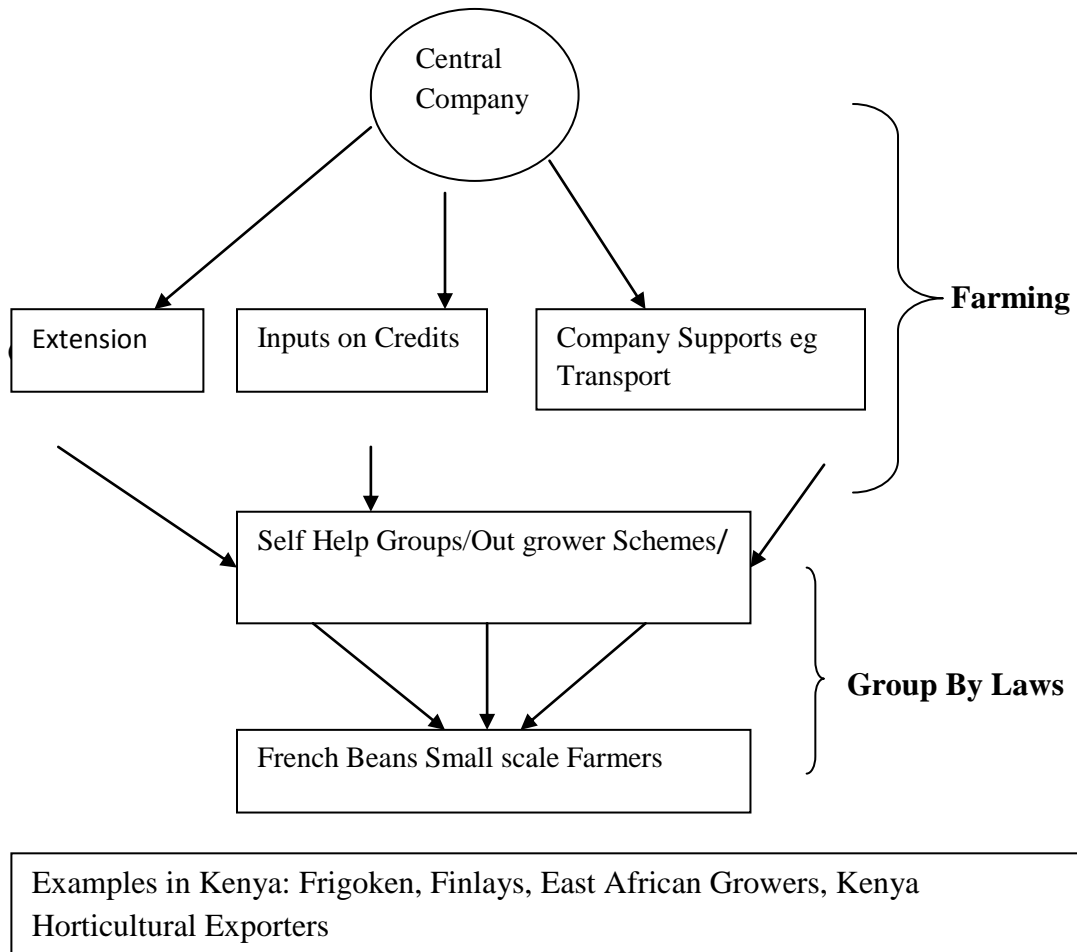 Central
Company
Farming
Extension
Inputs on Credits
Company Supports eg
Transport
Self Help Groups/Out grower Schemes/
Group By Laws
French Beans Small scale Farmers
Examples in Kenya: Frigoken, Finlays, East African Growers, Kenya
Horticultural Exporters